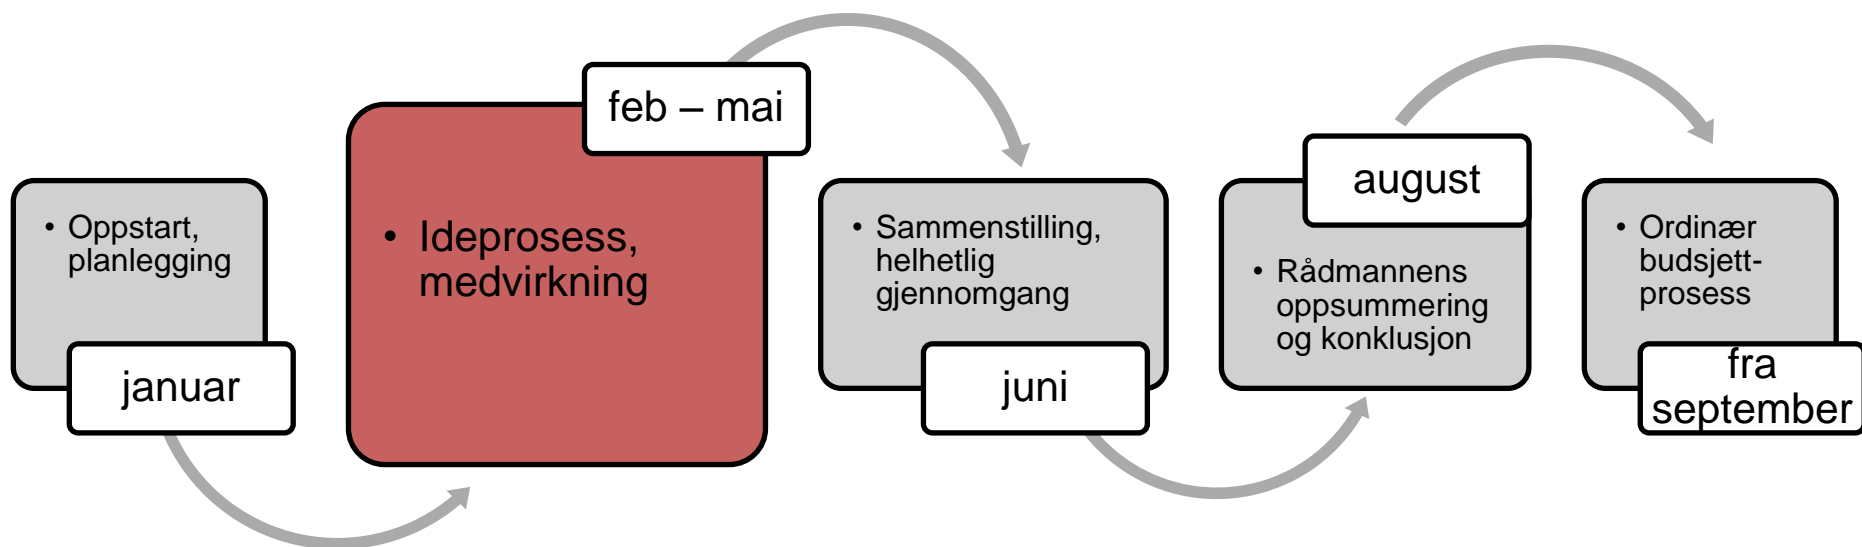 • Oppstart,
planlegging
januar
feb – mai
• Ideprosess,
medvirkning
• Sammenstilling,
helhetlig
gjennomgang
juni
august
• Rådmannens
oppsummering
og konklusjon
• Ordinær
budsjett-
prosess
fra
september